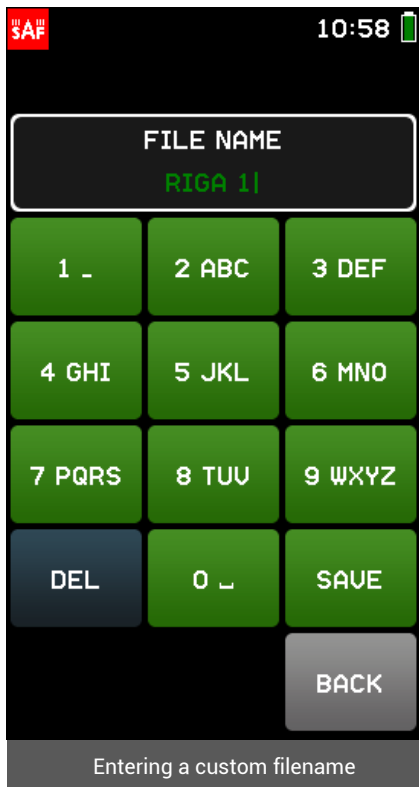 SAF
10:58
FILE NAME
RIGA 1|
1 _
2 ABC
3 DEF
4 GHI
5 JKL
6 MNO
7 PQRS
8 TUV
9 WXYZ
DEL
0 ⎵
SAVE
BACK
Entering a custom filename